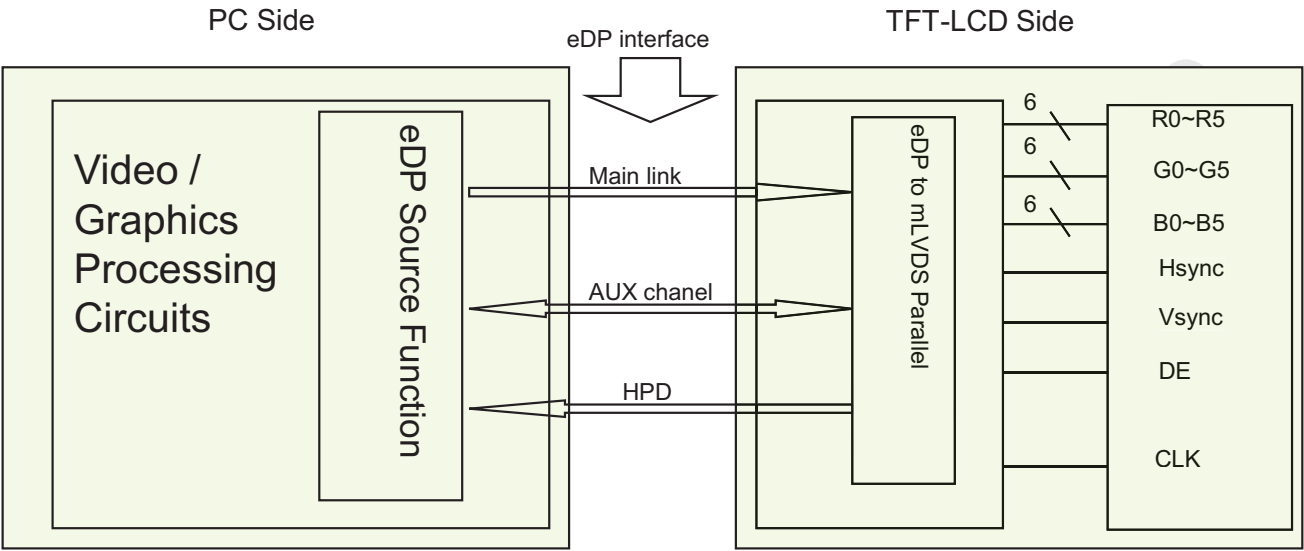 PC Side
eDP interface
TFT-LCD Side
Video /
Graphics
Processing
Circuits
eDP Source Function
Main link
AUX chanel
HPD
eDP to mLVDS Parallel
6
R0~R5
6
G0~G5
6
B0~B5
Hsync
Vsync
DE
CLK